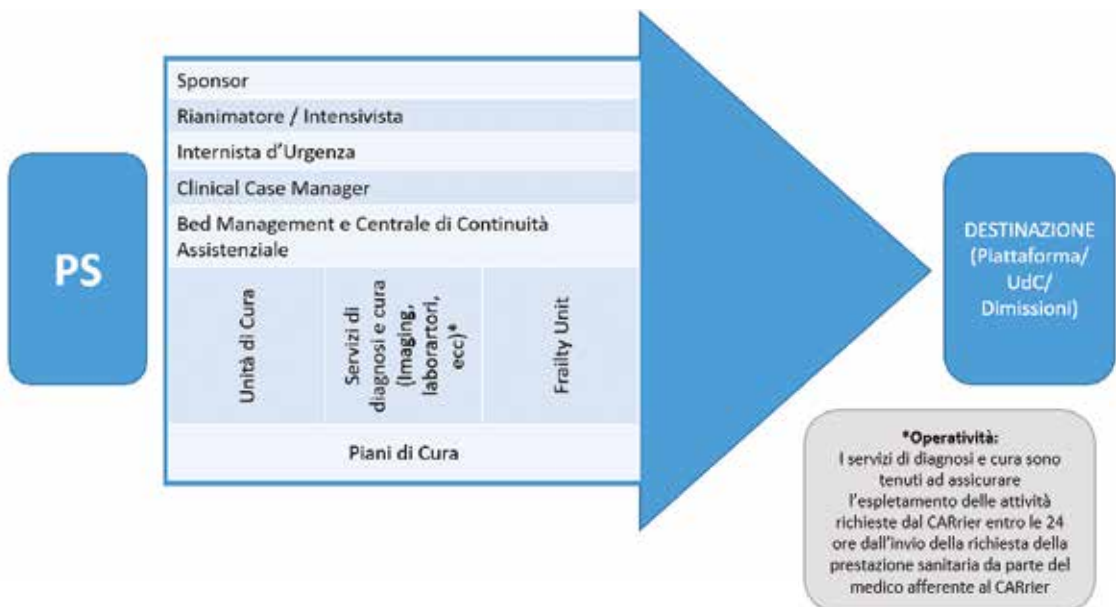 PS
Sponsor
Rianimatore / Intensivista
Internista d'Urgenza
Clinical Case Manager
Bed Management e Centrale di Continuità
Assistenziale
Unità di Cura
Servizi di
diagnosi e cura
(Imaging,
laborartori,
ecc)*
Frailty Unit
Piani di Cura
DESTINAZIONE
(Piattaforma/
UdC/
Dimissioni)
*Operatività:
I servizi di diagnosi e cura sono
tenuti ad assicurare
l'espletamento delle attività
richieste dal CARrier entro le 24
ore dall'invio della richiesta della
prestazione sanitaria da parte del
medico afferente al CARrier